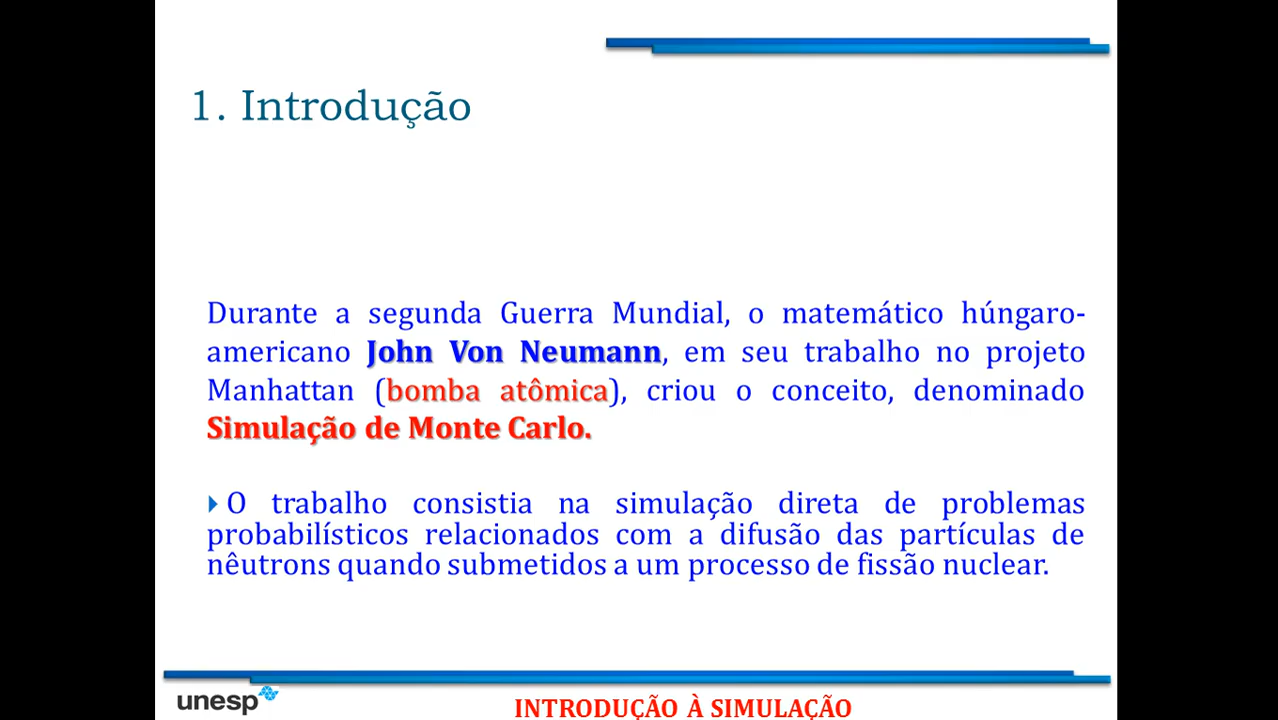 1. Introdução
Durante a segunda Guerra Mundial, o matemático húngaro-
americano John Von Neumann, em seu trabalho no projeto
Manhattan (bomba atômica), criou o conceito, denominado
Simulação de Monte Carlo.
O trabalho consistia na simulação direta de problemas
probabilísticos relacionados com a difusão das partículas de
nêutrons quando submetidos a um processo de fissão nuclear.
unesp
INTRODUÇÃO À SIMULAÇÃO